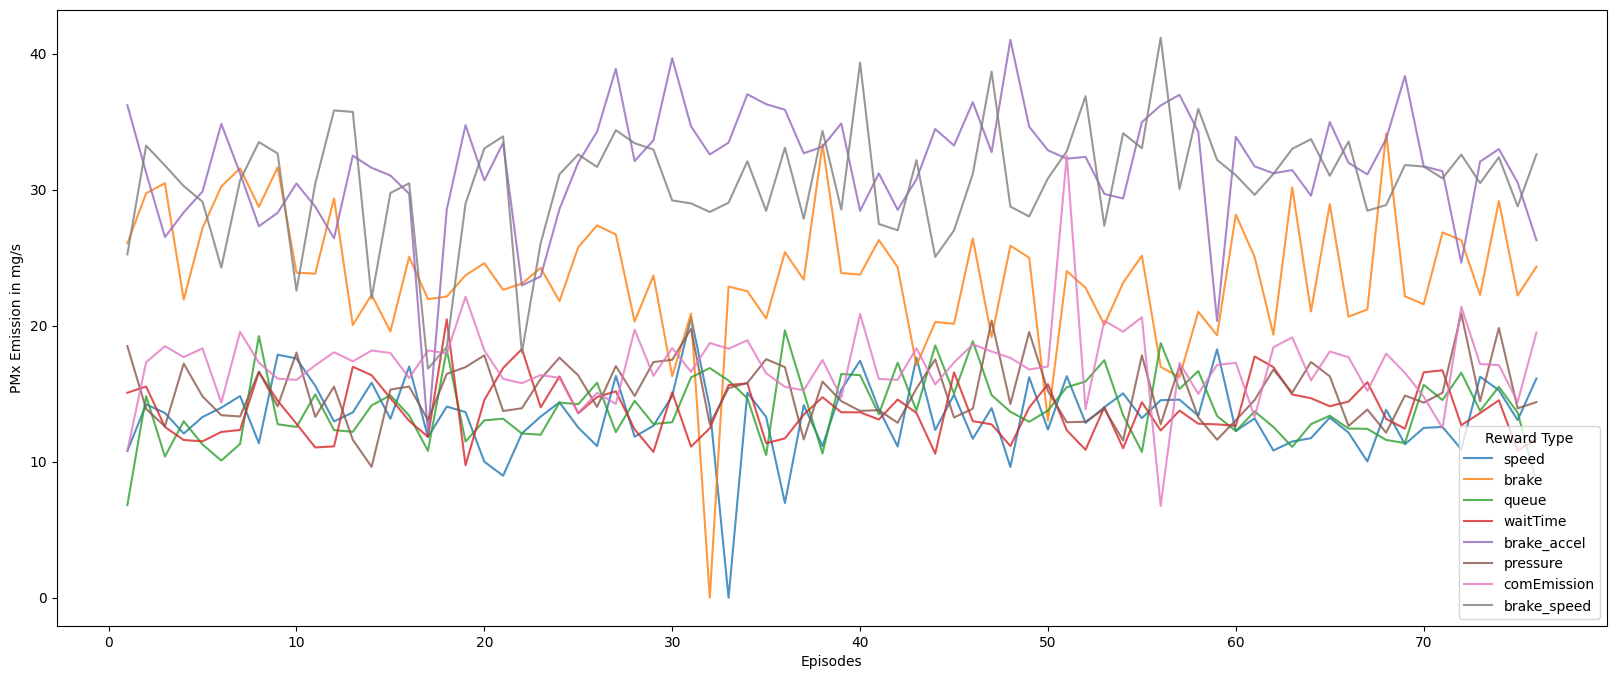 PMx Emission in mg/s
40
30
20
10
0
0 10 20 30 40 50 60 70
Episodes
Reward Type
speed
brake
queue
waitTime
brake_accel
pressure
comEmission
brake_speed